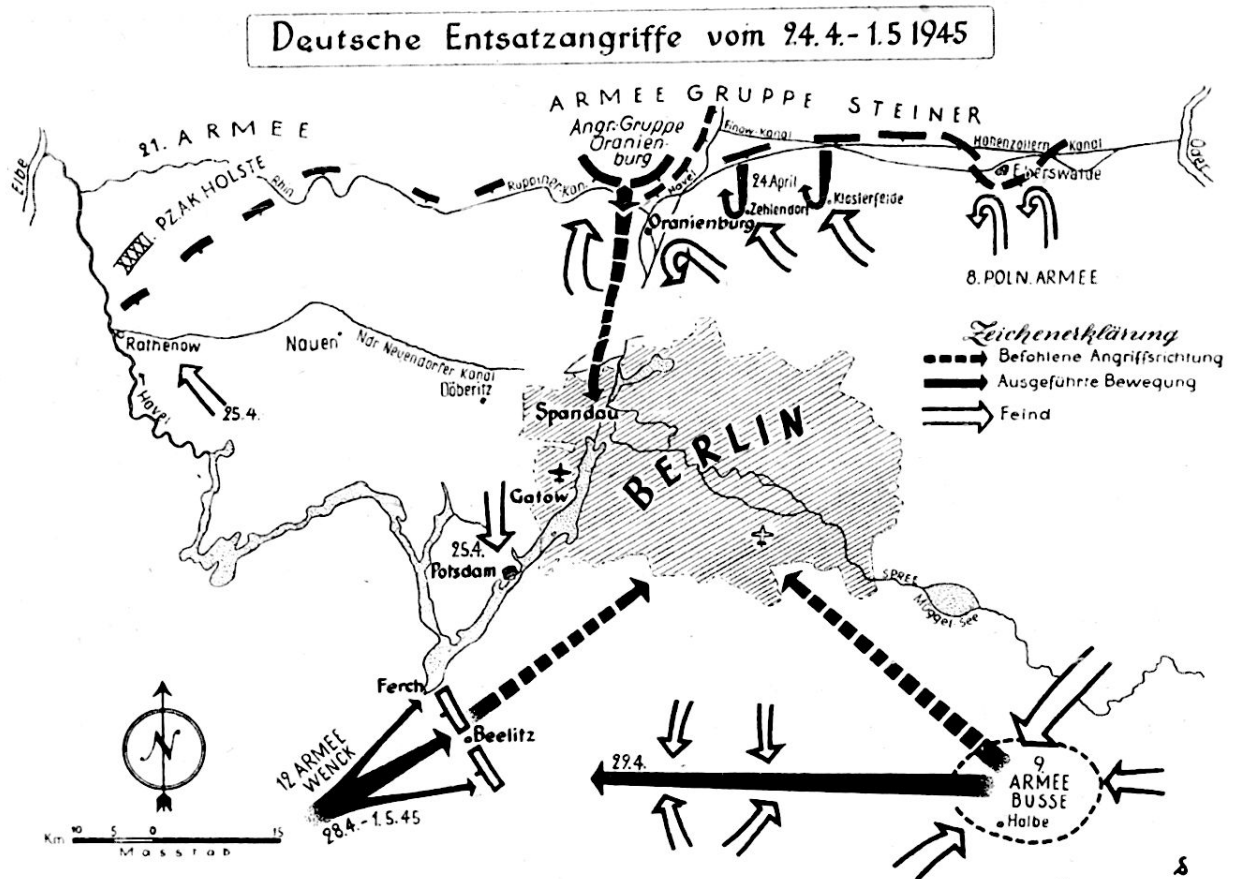 Deutsche Entsatzangriffe vom 24.4.-1.5 1945
ARMEE GRUPPE STEINER
21. ARMEE
Angr.-Gruppe
Oranien-
burg
Finow-Kanal
Hohenzollern Kanal
Elbe
Oder
XXXXI. PZAK HOLSTE
Rhin
Ruppiner-Kan.
Havel
24 April
Zehlendorf
Klosterfelde
Eberswalde
Oranienburg
8. POLN. ARMEE
Rathenow
Nauen
Ndr Neuendorfer Kanal
Döberitz
Havel
25.4.
Spandau
BERLIN
Gatow
25.4.
Potsdam
SPREE
Müggel-See
Zeichenerklärung
Befohlene Angriffsrichtung
Ausgeführte Bewegung
Feind
Ferch
Beelitz
12 ARMEE
WENCK
28.4.-1.5.45
29.4.
9.
ARMEE
BUSSE
Halbe
N
Km 10 5 0 15
Masstab
S